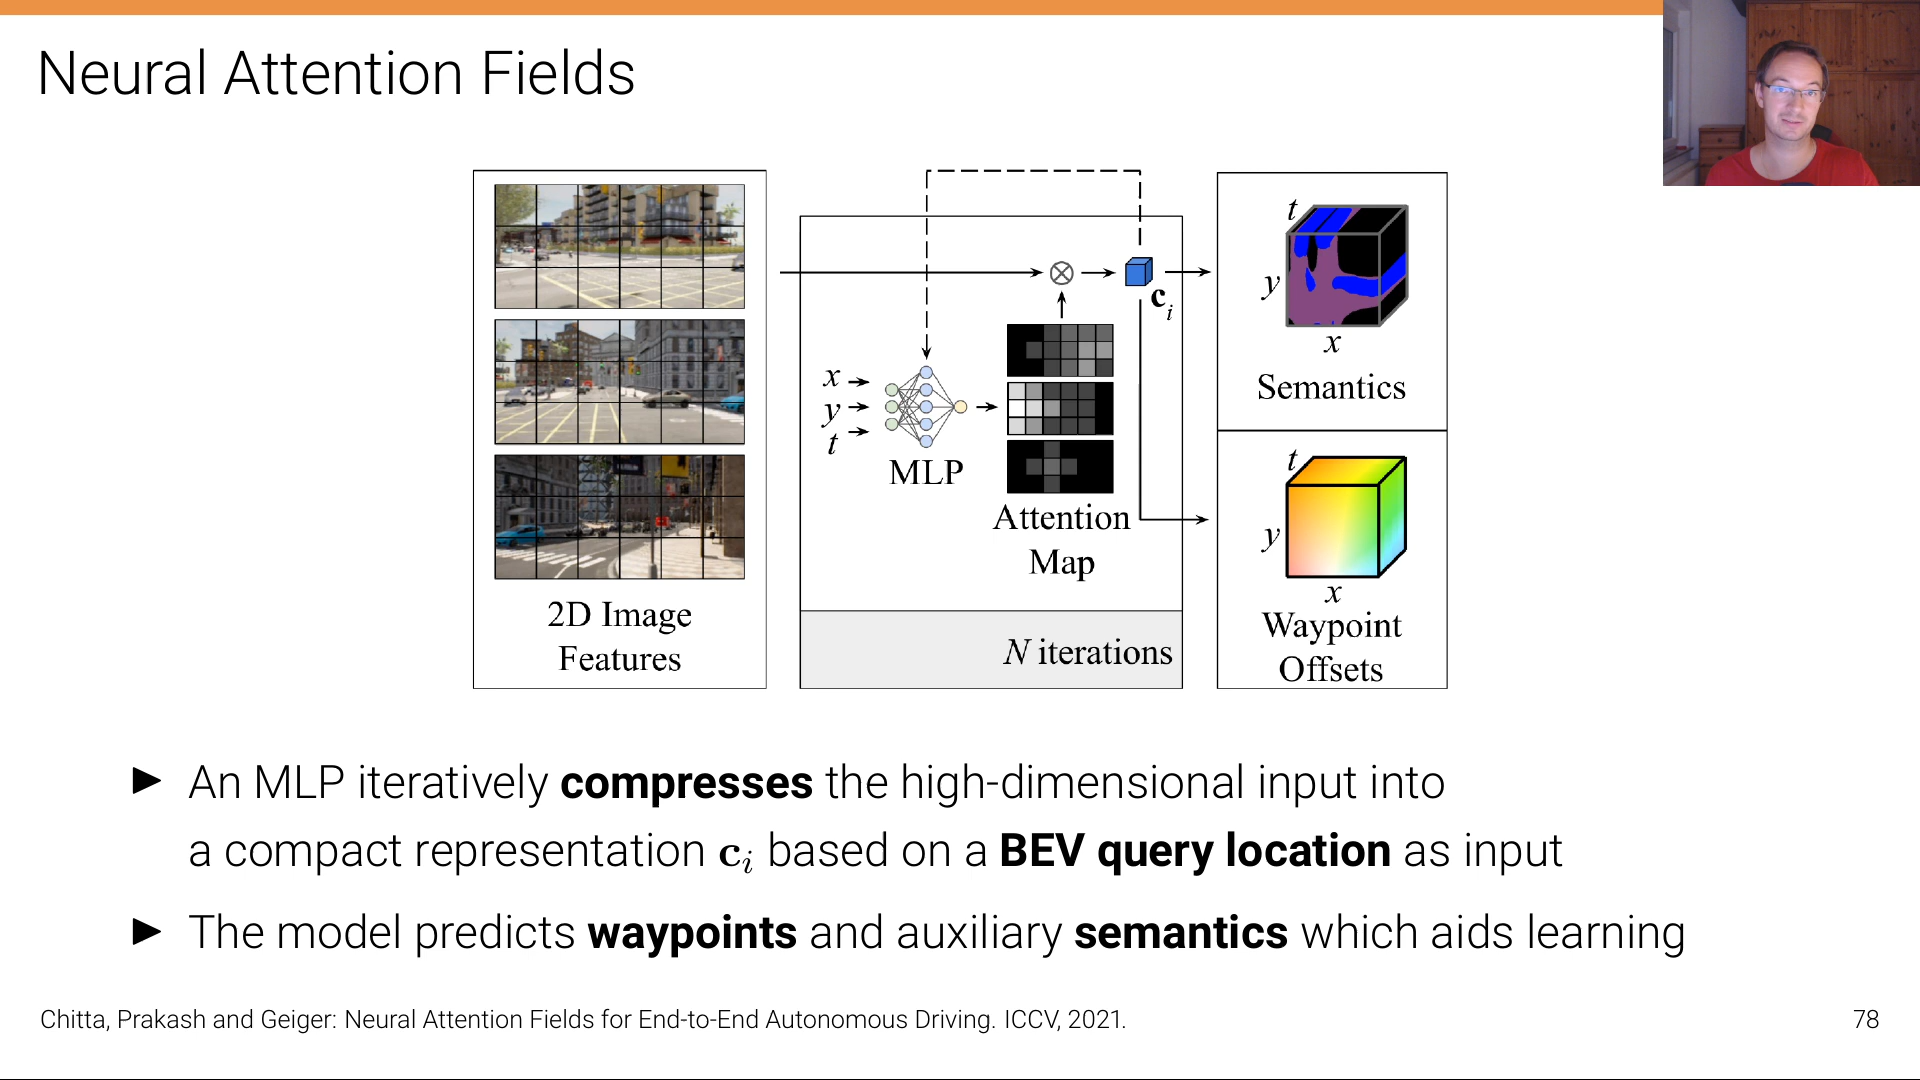 Neural Attention Fields
2D Image
Features
x
y
t
MLP
Attention
Map
c_i
N iterations
t
y
x
Semantics
t
y
x
Waypoint
Offsets
► An MLP iteratively compresses the high-dimensional input into
a compact representation c_i based on a BEV query location as input
► The model predicts waypoints and auxiliary semantics which aids learning
Chitta, Prakash and Geiger: Neural Attention Fields for End-to-End Autonomous Driving. ICCV, 2021.
78